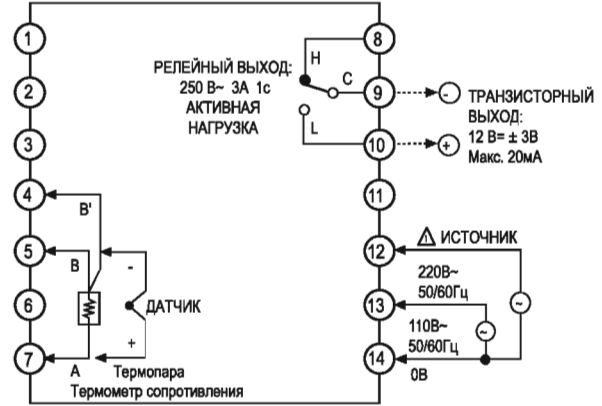 1
2
3
4
5
6
7
8
9
10
11
12
13
14
РЕЛЕЙНЫЙ ВЫХОД:
250 В~ 3А 1с
АКТИВНАЯ
НАГРУЗКА
H
C
L
-
+
ТРАНЗИСТОРНЫЙ
ВЫХОД:
12 В= ± 3В
Макс. 20мА
B'
B
A
-
+
ДАТЧИК
Термопара
Термометр сопротивления
! ИСТОЧНИК
220В~
50/60Гц
~
110В~
50/60Гц
~
0В